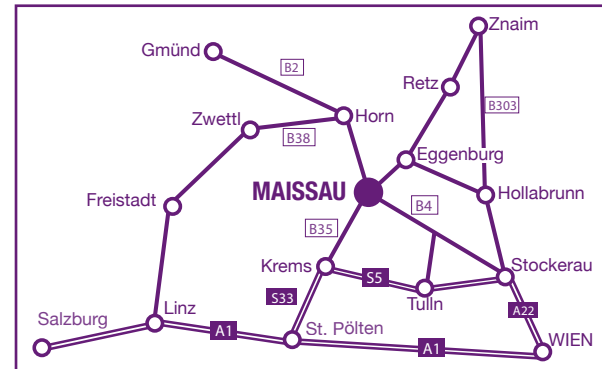 Znaim
Gmünd
B2
Retz
B303
Zwettl
Horn
B38
Eggenburg
MAISSAU
Hollabrunn
Freistadt
B4
B35
Krems
S5
Stockerau
S33
Tulln
Linz
A22
Salzburg
A1
St. Pölten
A1
WIEN